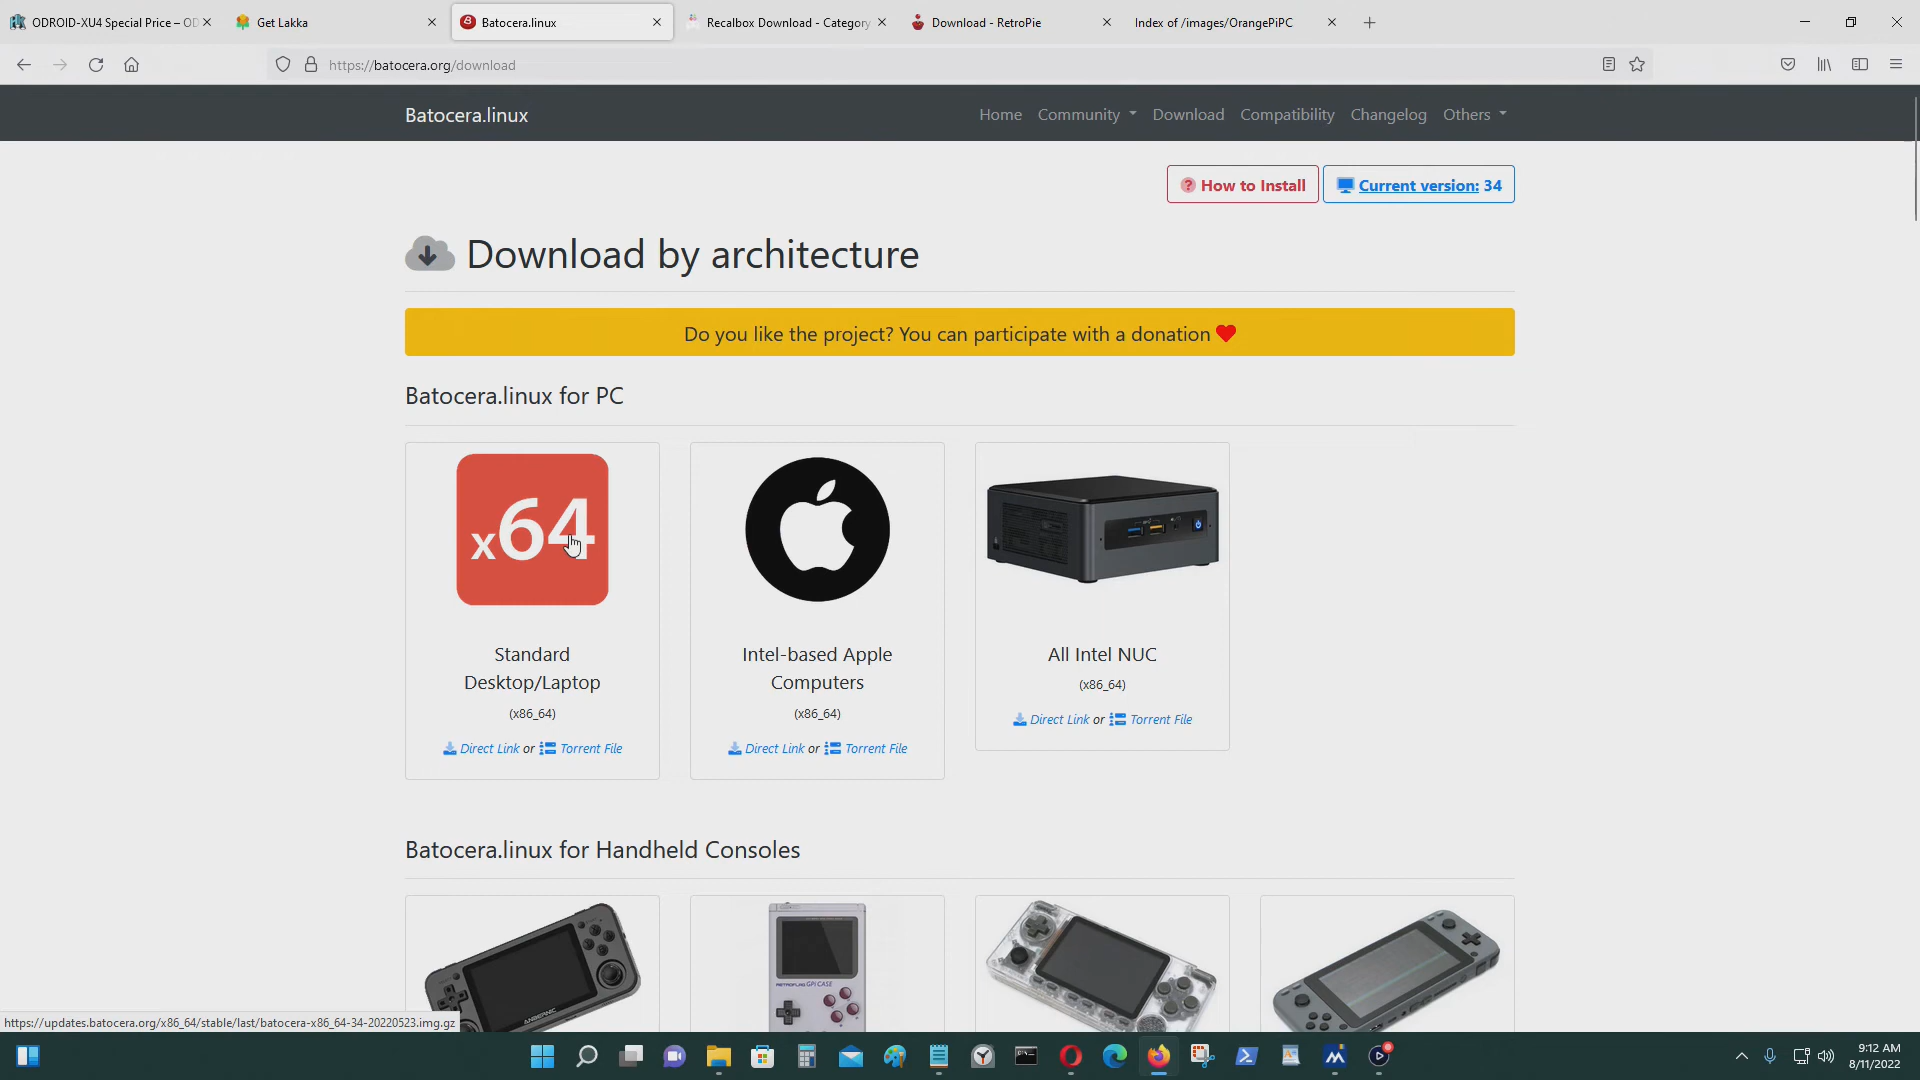 ODROID-XU4 Special Price – OD
Get Lakka
Batocera.linux
Recalbox Download - Category
Download - RetroPie
Index of /images/OrangePiPC
https://batocera.org/download
Batocera.linux
Home
Community
Download
Compatibility
Changelog
Others
? How to Install
Current version: 34
Download by architecture
Do you like the project? You can participate with a donation
Batocera.linux for PC
x64
Standard
Desktop/Laptop
(x86_64)
Direct Link or Torrent File
Intel-based Apple
Computers
(x86_64)
Direct Link or Torrent File
All Intel NUC
(x86_64)
Direct Link or Torrent File
Batocera.linux for Handheld Consoles
ANBERNIC
RETROFLAG GPi CASE
https://updates.batocera.org/x86_64/stable/last/batocera-x86_64-34-20220523.img.gz
9:12 AM
8/11/2022